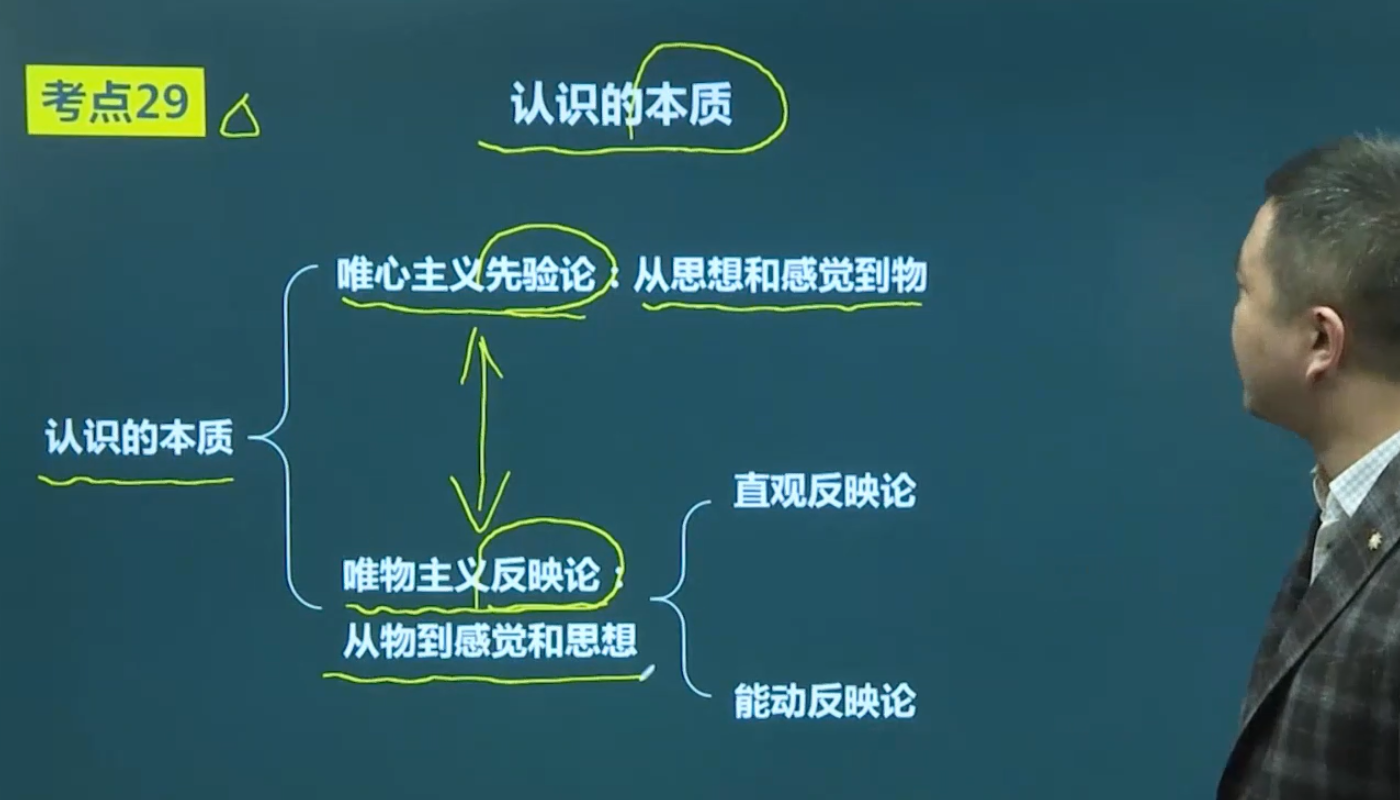 考点29
认识的本质
唯心主义先验论：从思想和感觉到物
认识的本质
直观反映论
唯物主义反映论：
从物到感觉和思想
能动反映论